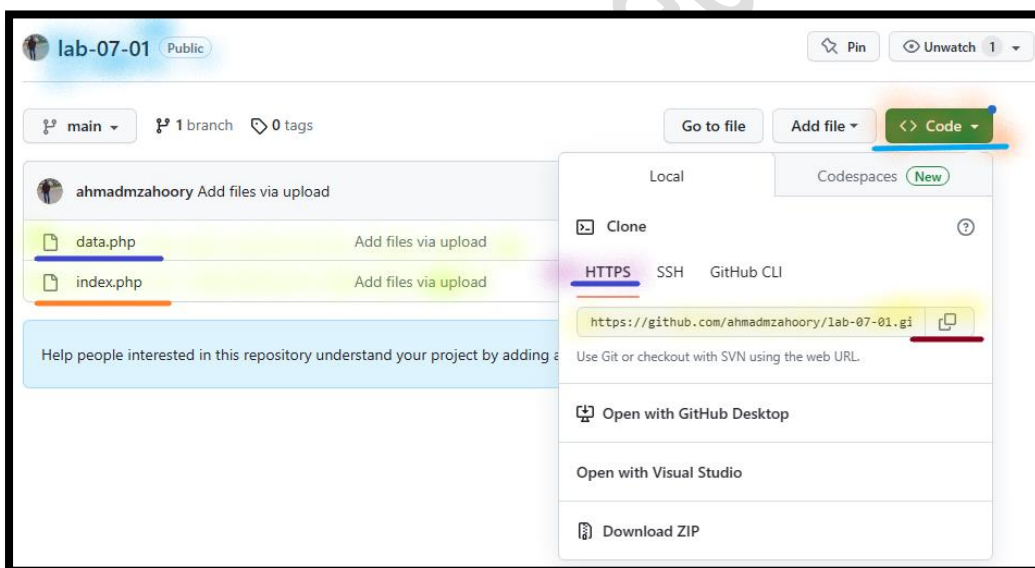 lab-07-01 Public
Pin Unwatch 1
main 1 branch 0 tags
Go to file Add file <> Code
ahmadmzahoory Add files via upload
data.php Add files via upload
index.php Add files via upload
Help people interested in this repository understand your project by adding
Local Codespaces New
Clone
HTTPS SSH GitHub CLI
https://github.com/ahmadmzahoory/lab-07-01.gi
Use Git or checkout with SVN using the web URL.
Open with GitHub Desktop
Open with Visual Studio
Download ZIP